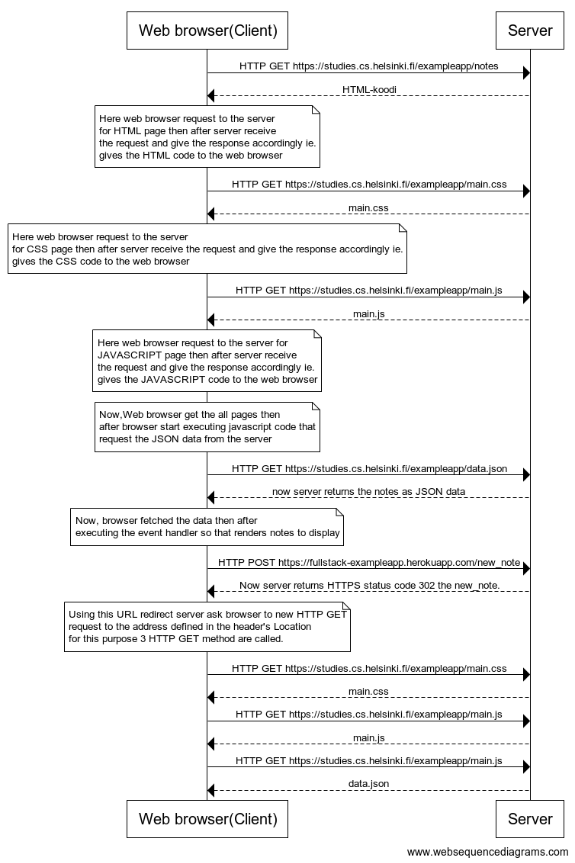 Web browser(Client)
Server
HTTP GET https://studies.cs.helsinki.fi/exampleapp/notes
HTML-koodi
Here web browser request to the server
for HTML page then after server receive
the request and give the response accordingly ie.
gives the HTML code to the web browser
HTTP GET https://studies.cs.helsinki.fi/exampleapp/main.css
main.css
Here web browser request to the server
for CSS page then after server receive the request and give the response accordingly ie.
gives the CSS code to the web browser
HTTP GET https://studies.cs.helsinki.fi/exampleapp/main.js
main.js
Here web browser request to the server for
JAVASCRIPT page then after server receive
the request and give the response accordingly ie.
gives the JAVASCRIPT code to the web browser
Now,Web browser get the all pages then
after browser start executing javascript code that
request the JSON data from the server
HTTP GET https://studies.cs.helsinki.fi/exampleapp/data.json
now server returns the notes as JSON data
Now, browser fetched the data then after
executing the event handler so that renders notes to display
HTTP POST https://fullstack-exampleapp.herokuapp.com/new_note
Now server returns HTTPS status code 302 the new_note.
Using this URL redirect server ask browser to new HTTP GET
request to the address defined in the header's Location
for this purpose 3 HTTP GET method are called.
HTTP GET https://studies.cs.helsinki.fi/exampleapp/main.css
main.css
HTTP GET https://studies.cs.helsinki.fi/exampleapp/main.js
main.js
HTTP GET https://studies.cs.helsinki.fi/exampleapp/main.js
data.json
Web browser(Client)
Server
www.websequencediagrams.com